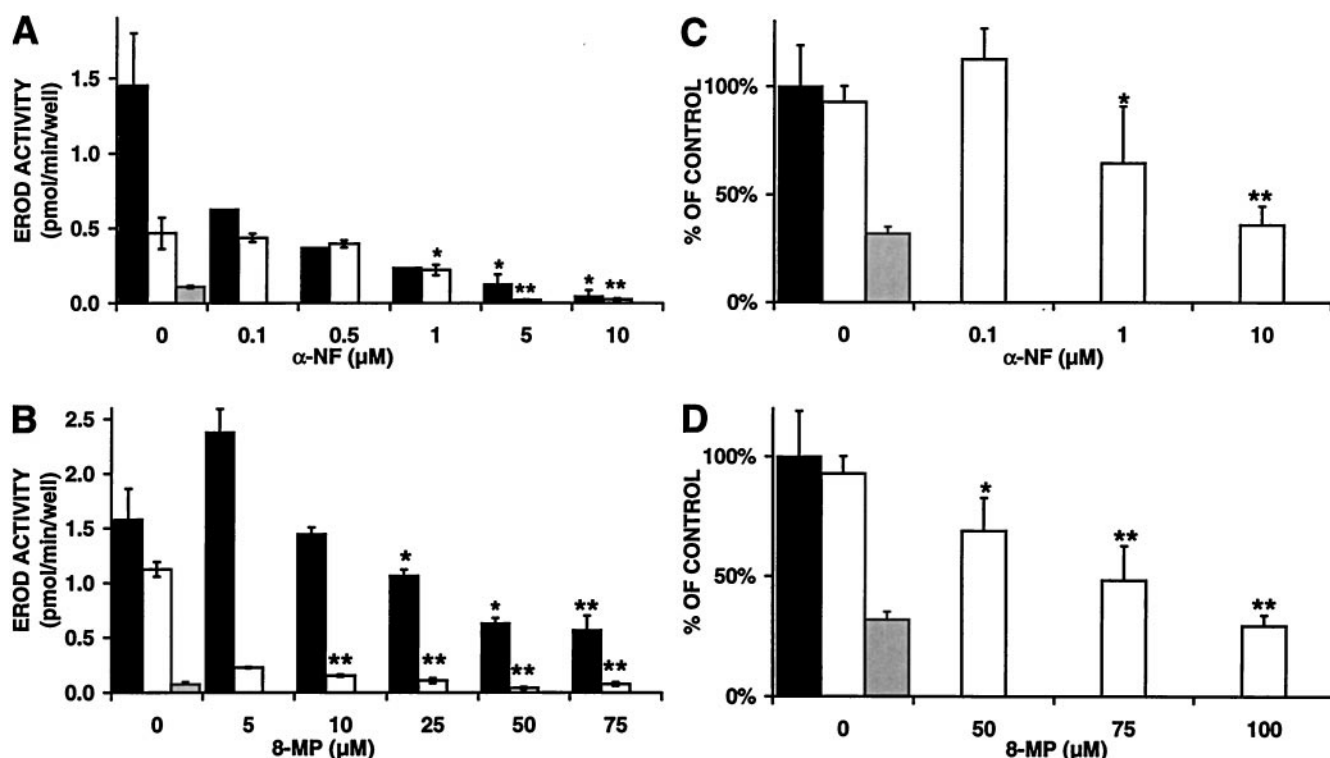 A
EROD ACTIVITY
(pmol/min/well)
1.5
1.0
0.5
0.0
* * ** * **
0 0.1 0.5 1 5 10
α-NF (µM)
C
% OF CONTROL
100%
50%
0%
* **
0 0.1 1 10
α-NF (µM)
B
EROD ACTIVITY
(pmol/min/well)
2.5
2.0
1.5
1.0
0.5
0.0
** * ** * ** ** **
0 5 10 25 50 75
8-MP (µM)
D
% OF CONTROL
100%
50%
0%
* ** **
0 50 75 100
8-MP (µM)